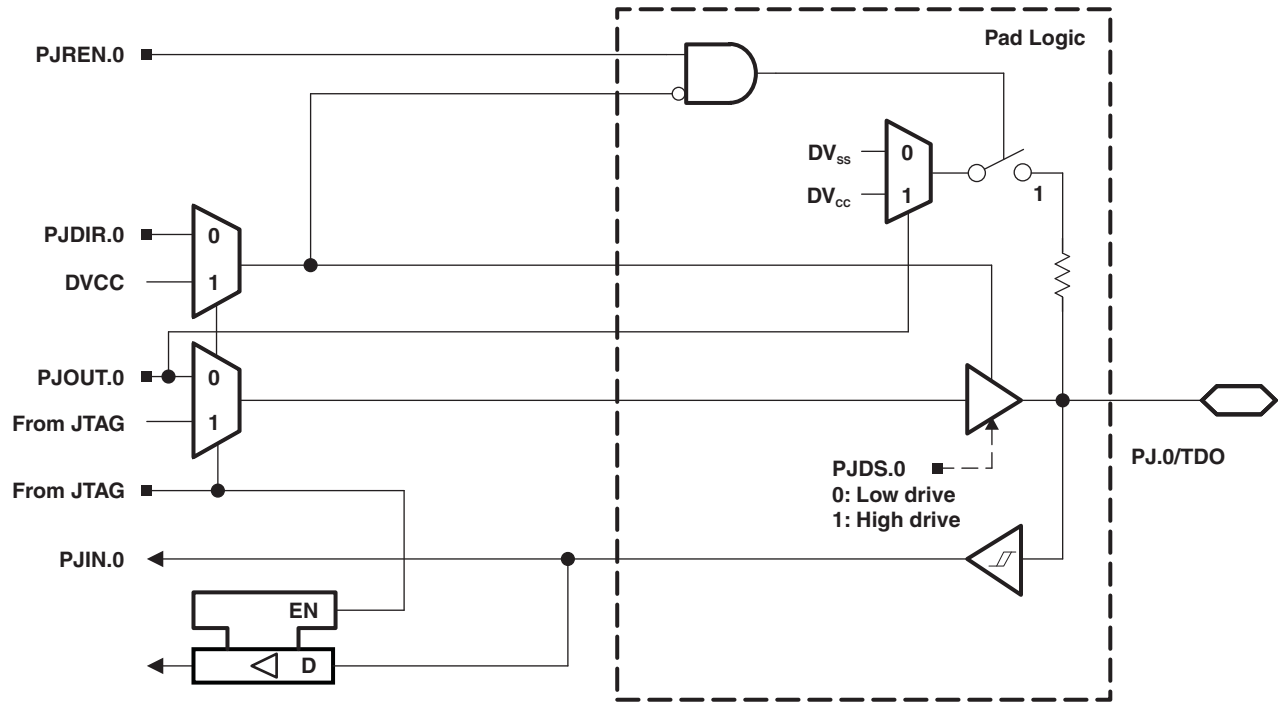 Pad Logic
PJREN.0
DVss
0
DVcc
1
1
PJDIR.0
0
DVCC
1
PJOUT.0
0
From JTAG
1
PJDS.0
0: Low drive
1: High drive
PJ.0/TDO
From JTAG
PJIN.0
EN
D